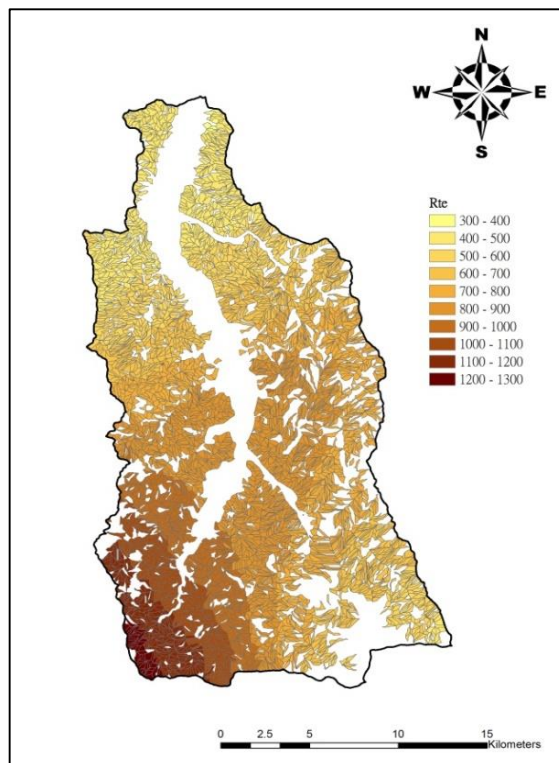 N
W E
S
Rte
300 - 400
400 - 500
500 - 600
600 - 700
700 - 800
800 - 900
900 - 1000
1000 - 1100
1100 - 1200
1200 - 1300
0 2.5 5 10 15
Kilometers